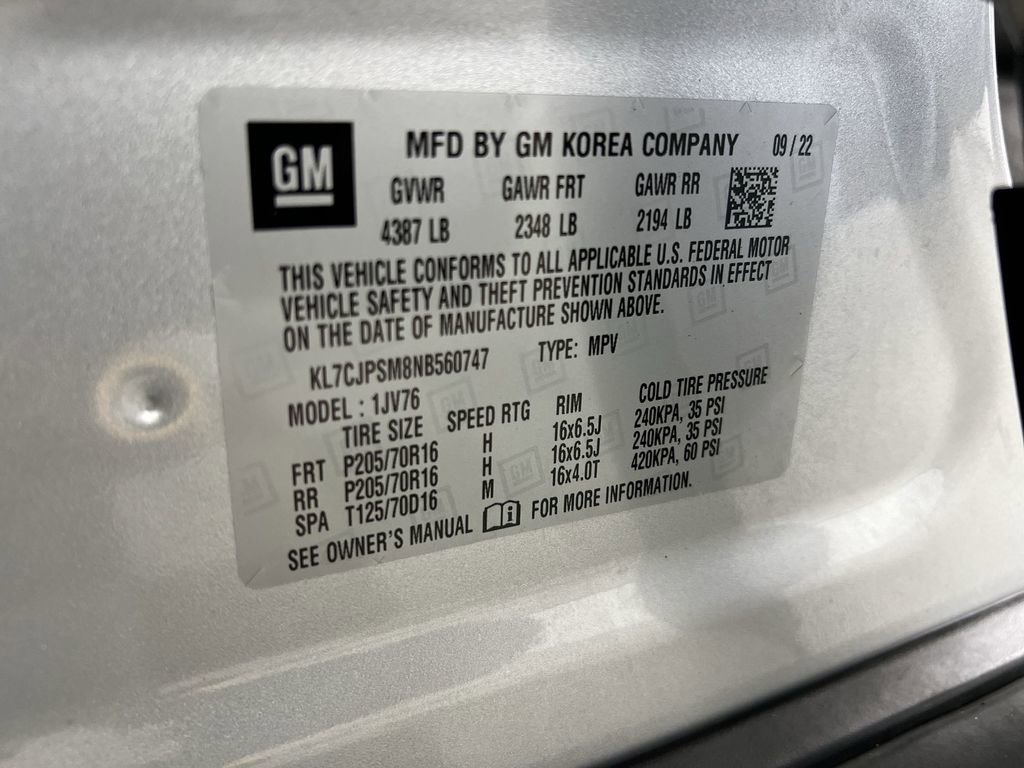 GM
MFD BY GM KOREA COMPANY 09/22
GVWR GAWR FRT GAWR RR
4387 LB 2348 LB 2194 LB
THIS VEHICLE CONFORMS TO ALL APPLICABLE U.S. FEDERAL MOTOR
VEHICLE SAFETY AND THEFT PREVENTION STANDARDS IN EFFECT
ON THE DATE OF MANUFACTURE SHOWN ABOVE.
KL7CJPSM8NB560747 TYPE: MPV
MODEL : 1JV76
TIRE SIZE SPEED RTG RIM COLD TIRE PRESSURE
FRT P205/70R16 H 16x6.5J 240KPA, 35 PSI
RR P205/70R16 H 16x6.5J 240KPA, 35 PSI
SPA T125/70D16 M 16x4.0T 420KPA, 60 PSI
SEE OWNER'S MANUAL FOR MORE INFORMATION.